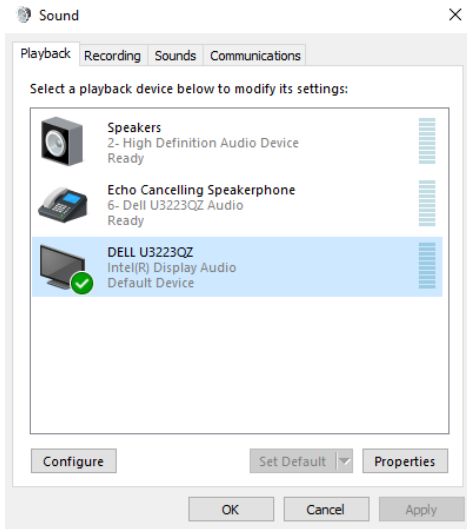 Sound
Playback Recording Sounds Communications
Select a playback device below to modify its settings:
Speakers
2- High Definition Audio Device
Ready
Echo Cancelling Speakerphone
6- Dell U3223QZ Audio
Ready
DELL U3223QZ
Intel(R) Display Audio
Default Device
Configure Set Default Properties
OK Cancel Apply